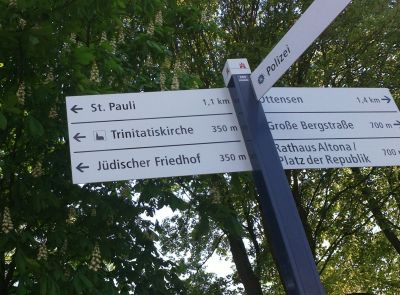 Polizei
St. Pauli 1,1 km
Trinitatiskirche 350 m
Jüdischer Friedhof 350 m
Ottensen 1,4 km
Große Bergstraße 700 m
Rathaus Altona/
Platz der Republik 700